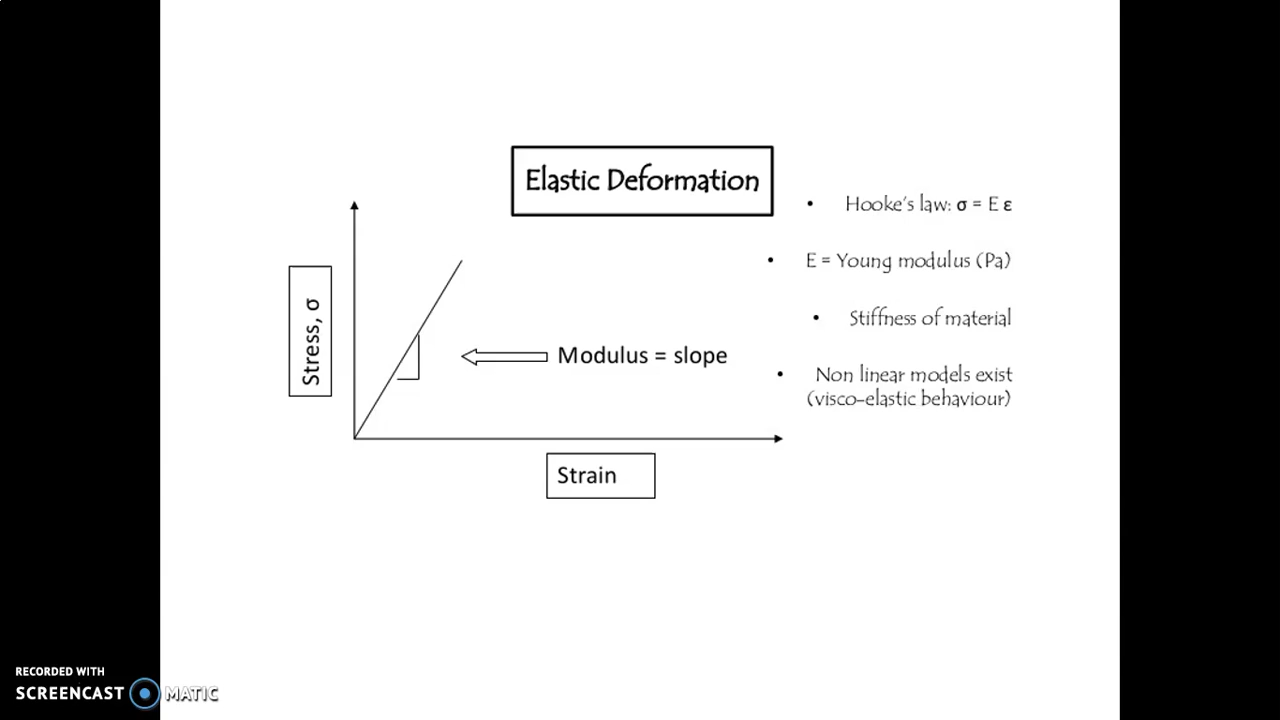 Elastic Deformation
• Hooke's law: σ = E ε
• E = Young modulus (Pa)
• Stiffness of material
• Non linear models exist
(visco-elastic behaviour)
Stress, σ
Modulus = slope
Strain
RECORDED WITH
SCREENCAST MATIC